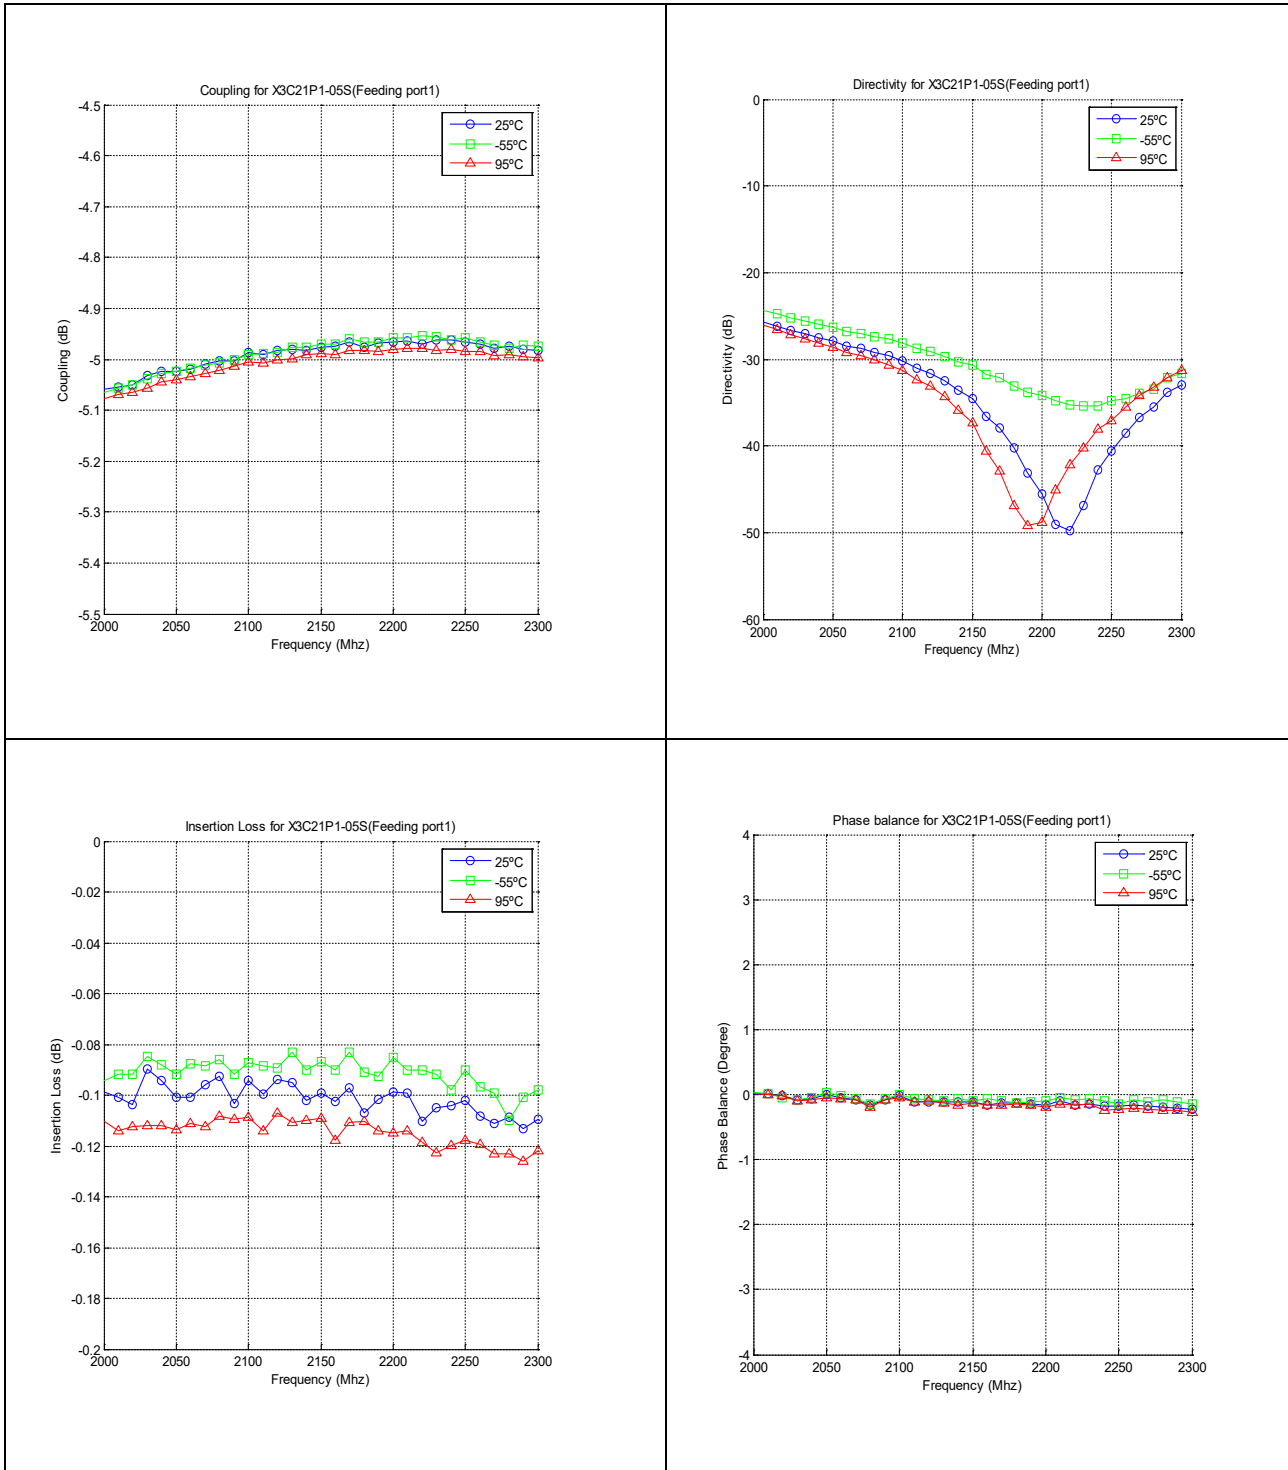 Coupling for X3C21P1-05S(Feeding port1)
-4.5
-4.6
-4.7
-4.8
-4.9
-5
-5.1
-5.2
-5.3
-5.4
-5.5
Coupling (dB)
25ºC
-55ºC
95ºC
2000 2050 2100 2150 2200 2250 2300
Frequency (Mhz)
Directivity for X3C21P1-05S(Feeding port1)
0
-10
-20
-30
-40
-50
-60
Directivity (dB)
25ºC
-55ºC
95ºC
2000 2050 2100 2150 2200 2250 2300
Frequency (Mhz)
Insertion Loss for X3C21P1-05S(Feeding port1)
0
-0.02
-0.04
-0.06
-0.08
-0.1
-0.12
-0.14
-0.16
-0.18
-0.2
Insertion Loss (dB)
25ºC
-55ºC
95ºC
2000 2050 2100 2150 2200 2250 2300
Frequency (Mhz)
Phase balance for X3C21P1-05S(Feeding port1)
4
3
2
1
0
-1
-2
-3
-4
Phase Balance (Degree)
25ºC
-55ºC
95ºC
2000 2050 2100 2150 2200 2250 2300
Frequency (Mhz)